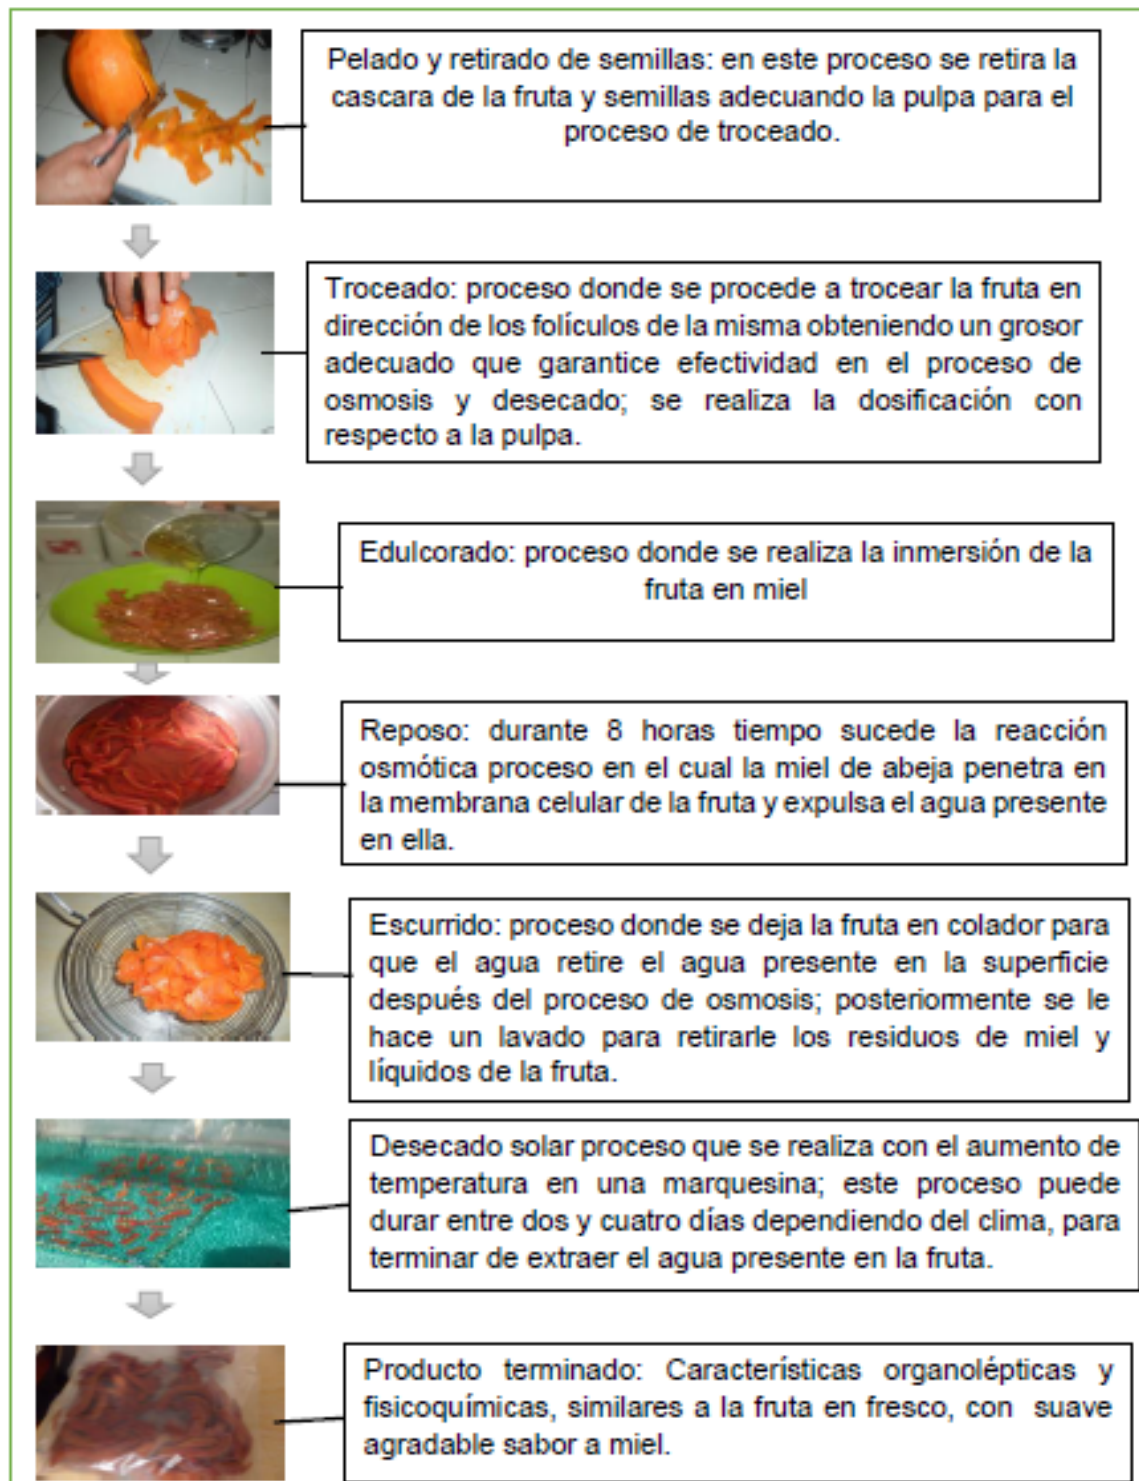 Pelado y retirado de semillas: en este proceso se retira la
cascara de la fruta y semillas adecuando la pulpa para el
proceso de troceado.
Troceado: proceso donde se procede a trocear la fruta en
dirección de los folículos de la misma obteniendo un grosor
adecuado que garantice efectividad en el proceso de
osmosis y desecado; se realiza la dosificación con
respecto a la pulpa.
Edulcorado: proceso donde se realiza la inmersión de la
fruta en miel
Reposo: durante 8 horas tiempo sucede la reacción
osmótica proceso en el cual la miel de abeja penetra en
la membrana celular de la fruta y expulsa el agua presente
en ella.
Escurrido: proceso donde se deja la fruta en colador para
que el agua retire el agua presente en la superficie
después del proceso de osmosis; posteriormente se le
hace un lavado para retirarle los residuos de miel y
líquidos de la fruta.
Desecado solar proceso que se realiza con el aumento de
temperatura en una marquesina; este proceso puede
durar entre dos y cuatro días dependiendo del clima, para
terminar de extraer el agua presente en la fruta.
Producto terminado: Características organolépticas y
fisicoquímicas, similares a la fruta en fresco, con suave
agradable sabor a miel.